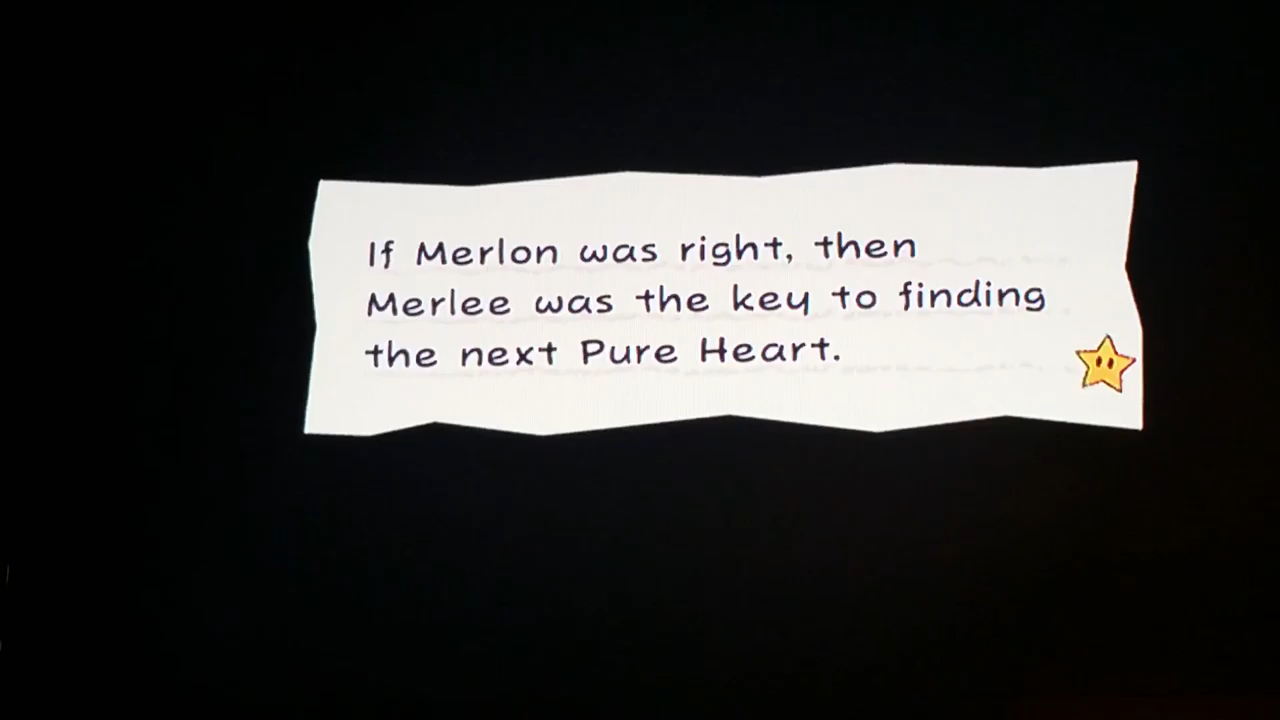 If Merlon was right, then
Merlee was the key to finding
the next Pure Heart.